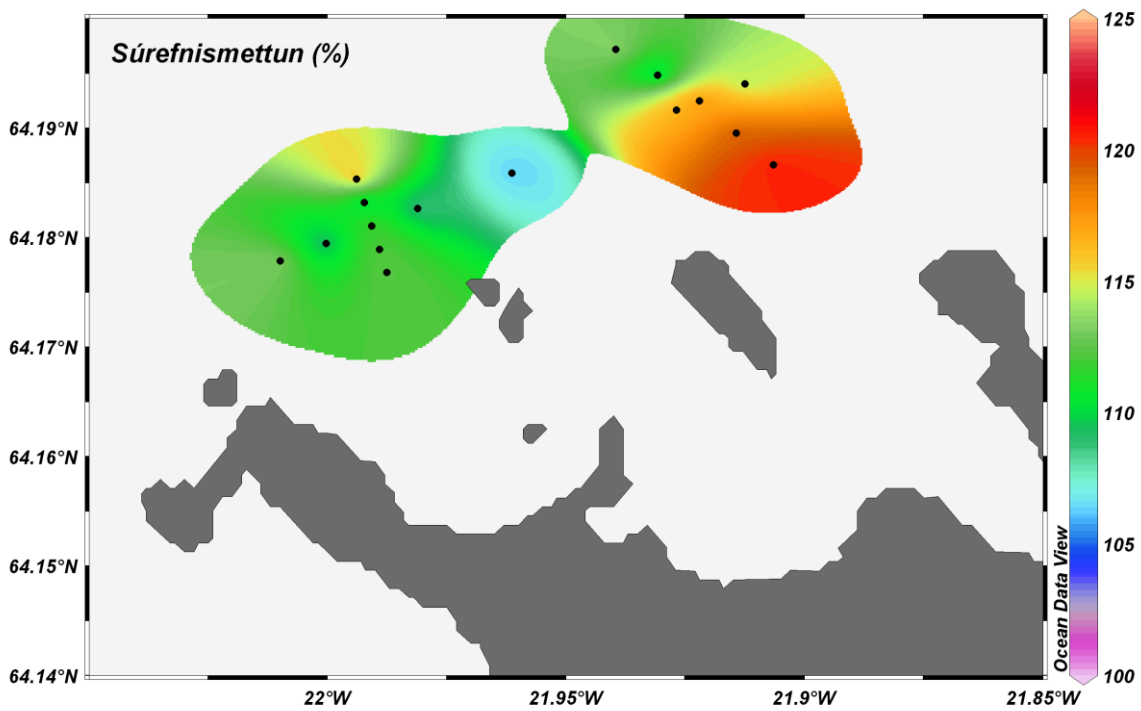 Súrefnismettun (%)
64.19°N
64.18°N
64.17°N
64.16°N
64.15°N
64.14°N
22°W
21.95°W
21.9°W
21.85°W
125
120
115
110
105
100
Ocean Data View